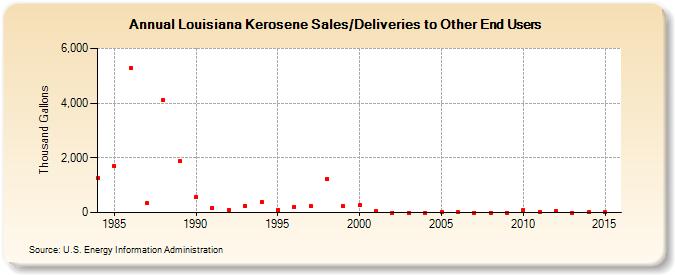 Annual Louisiana Kerosene Sales/Deliveries to Other End Users
Thousand Gallons
6,000
4,000
2,000
0
1985 1990 1995 2000 2005 2010 2015
Source: U.S. Energy Information Administration